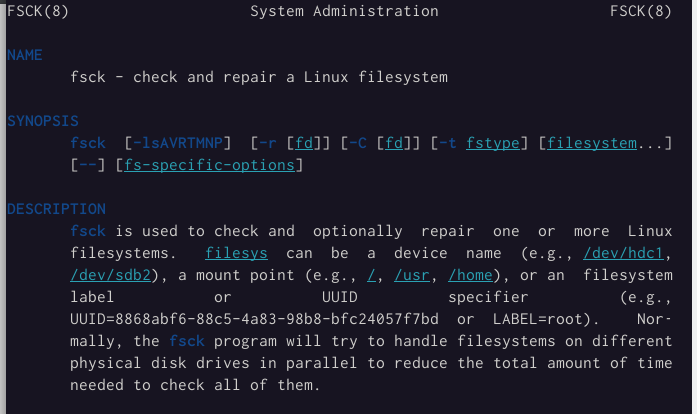 FSCK(8) System Administration FSCK(8)
NAME
fsck - check and repair a Linux filesystem
SYNOPSIS
fsck [-lsAVRTMNP] [-r [fd]] [-C [fd]] [-t fstype] [filesystem...]
[--] [fs-specific-options]
DESCRIPTION
fsck is used to check and optionally repair one or more Linux
filesystems. filesys can be a device name (e.g., /dev/hdc1,
/dev/sdb2), a mount point (e.g., /, /usr, /home), or an filesystem
label or UUID specifier (e.g.,
UUID=8868abf6-88c5-4a83-98b8-bfc24057f7bd or LABEL=root). Nor-
mally, the fsck program will try to handle filesystems on different
physical disk drives in parallel to reduce the total amount of time
needed to check all of them.